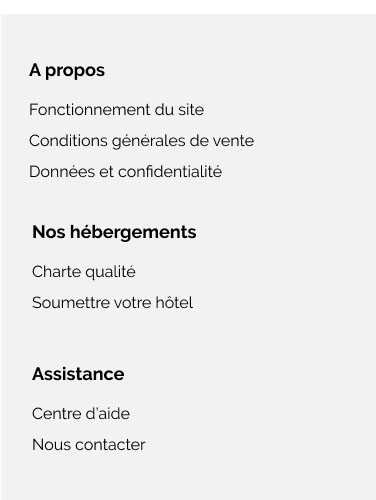 A propos
Fonctionnement du site
Conditions générales de vente
Données et confidentialité
Nos hébergements
Charte qualité
Soumettre votre hôtel
Assistance
Centre d'aide
Nous contacter